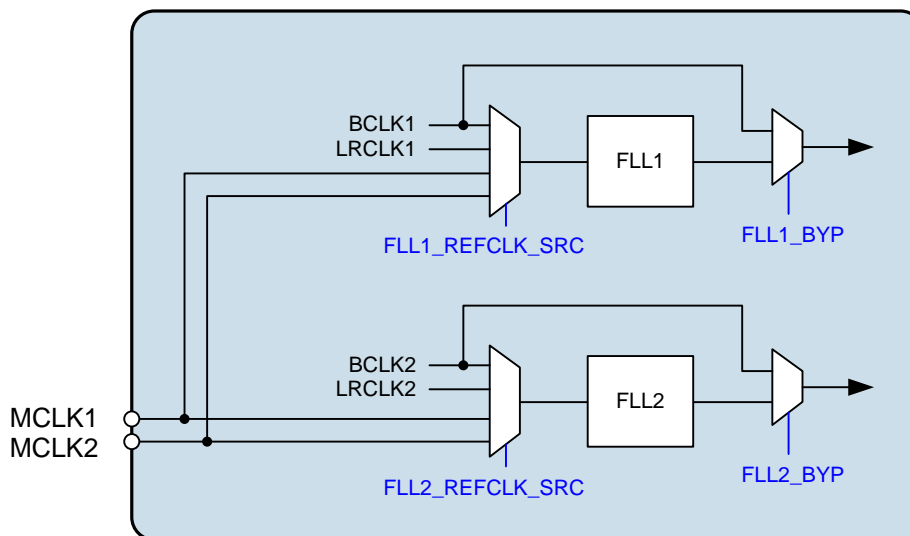 BCLK1
LRCLK1
FLL1
FLL1_REFCLK_SRC
FLL1_BYP
BCLK2
LRCLK2
FLL2
MCLK1
MCLK2
FLL2_REFCLK_SRC
FLL2_BYP